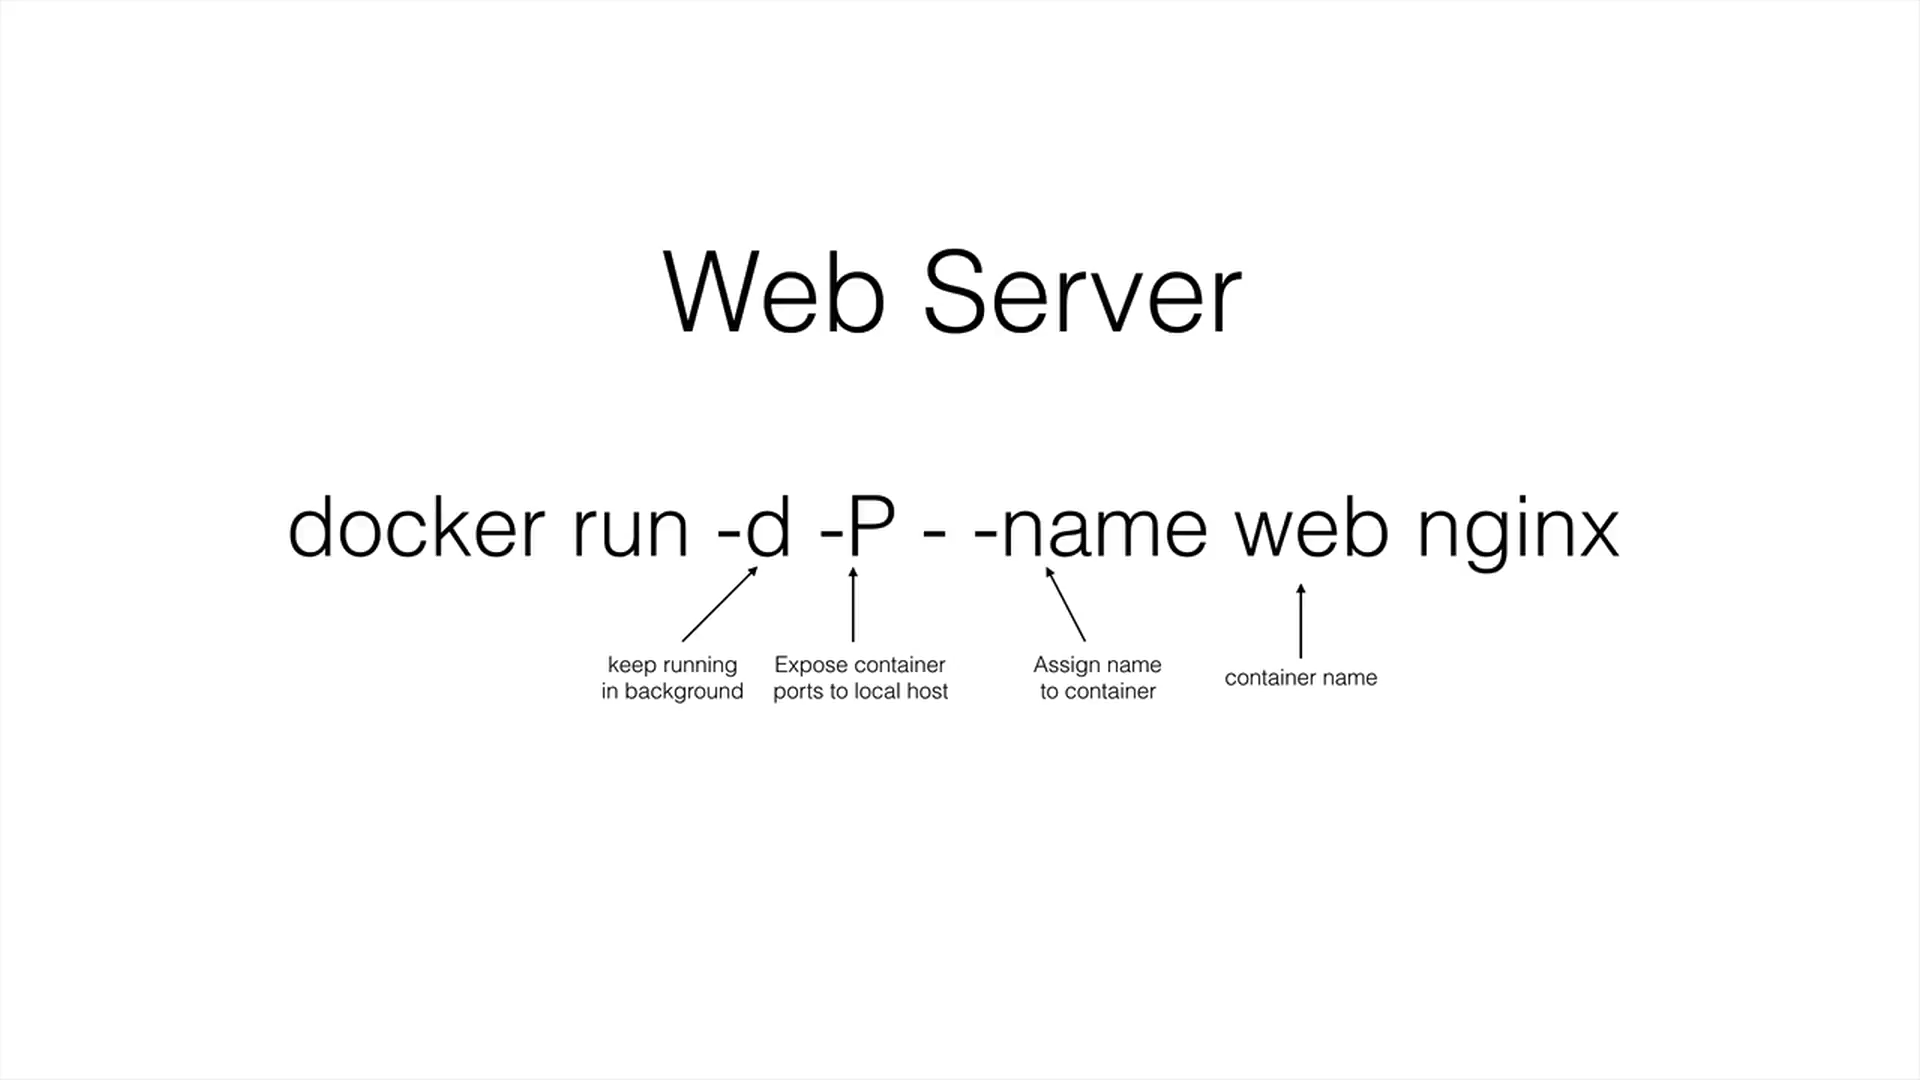 Web Server
docker run -d -P - -name web nginx
keep running
in background
Expose container
ports to local host
Assign name
to container
container name